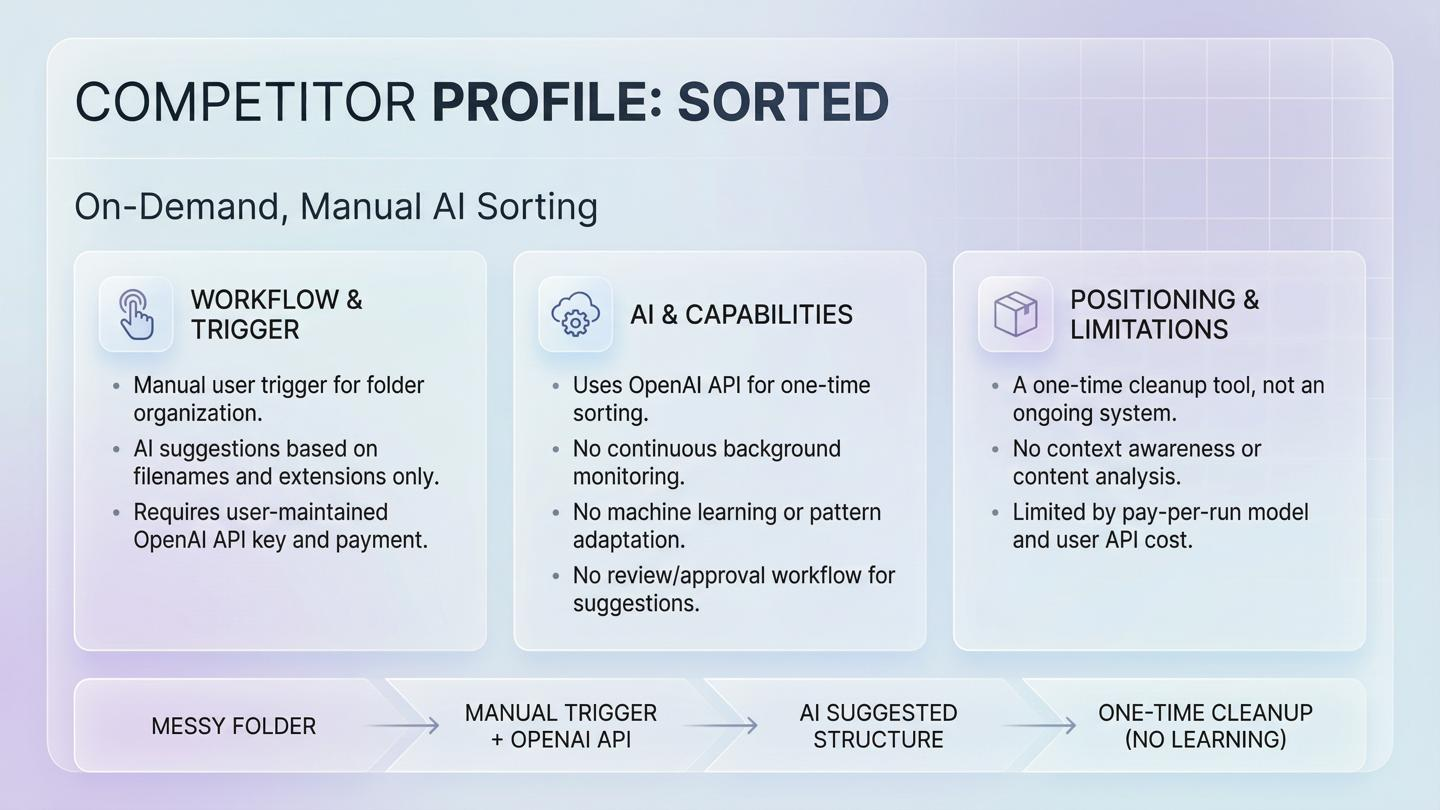 COMPETITOR PROFILE: SORTED
On-Demand, Manual AI Sorting
WORKFLOW &
TRIGGER
• Manual user trigger for folder
organization.
• AI suggestions based on
filenames and extensions only.
• Requires user-maintained
OpenAI API key and payment.
AI & CAPABILITIES
• Uses OpenAI API for one-time
sorting.
• No continuous background
monitoring.
• No machine learning or pattern
adaptation.
• No review/approval workflow for
suggestions.
POSITIONING &
LIMITATIONS
• A one-time cleanup tool, not an
ongoing system.
• No context awareness or
content analysis.
• Limited by pay-per-run model
and user API cost.
MESSY FOLDER
MANUAL TRIGGER
+ OPENAI API
AI SUGGESTED
STRUCTURE
ONE-TIME CLEANUP
(NO LEARNING)